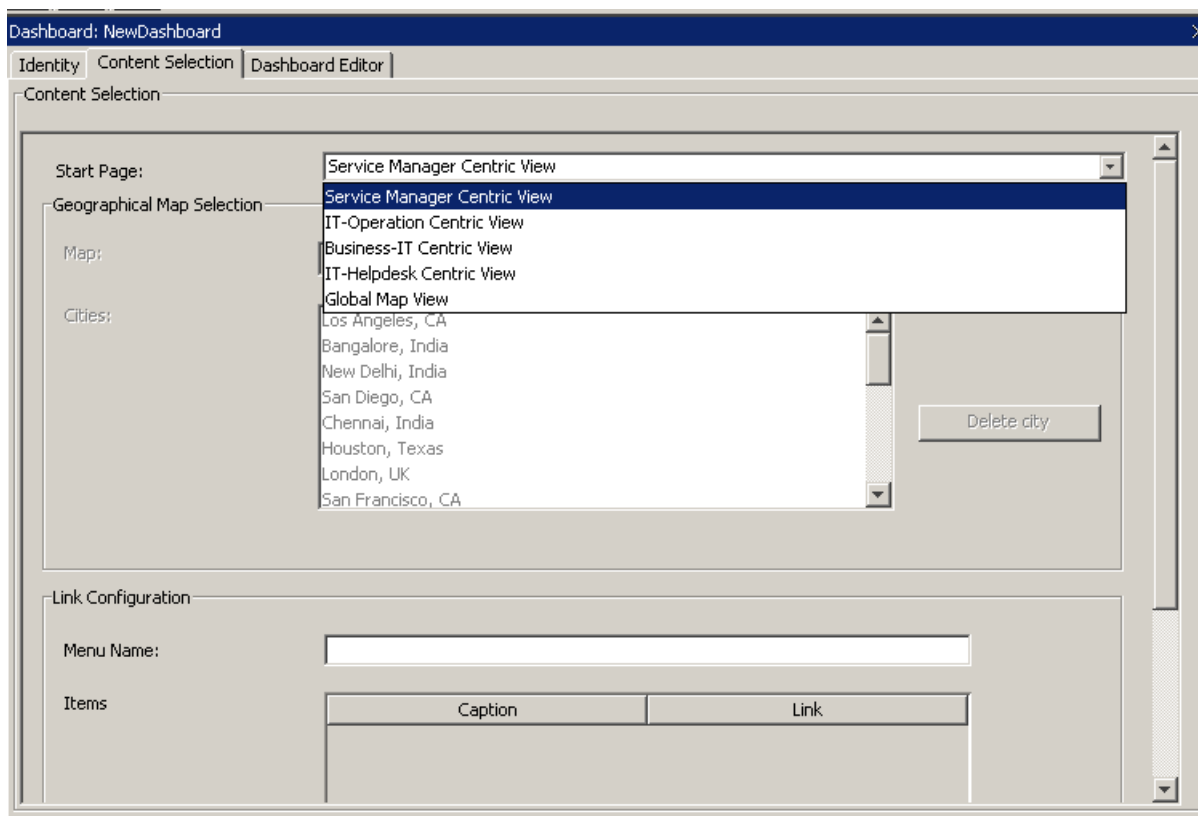 Dashboard: NewDashboard
Identity Content Selection Dashboard Editor
Content Selection
Start Page: Service Manager Centric View
Service Manager Centric View
IT-Operation Centric View
Business-IT Centric View
IT-Helpdesk Centric View
Global Map View
Geographical Map Selection
Map:
Cities:
Los Angeles, CA
Bangalore, India
New Delhi, India
San Diego, CA
Chennai, India
Houston, Texas
London, UK
San Francisco, CA
Delete city
Link Configuration
Menu Name:
Items
Caption Link